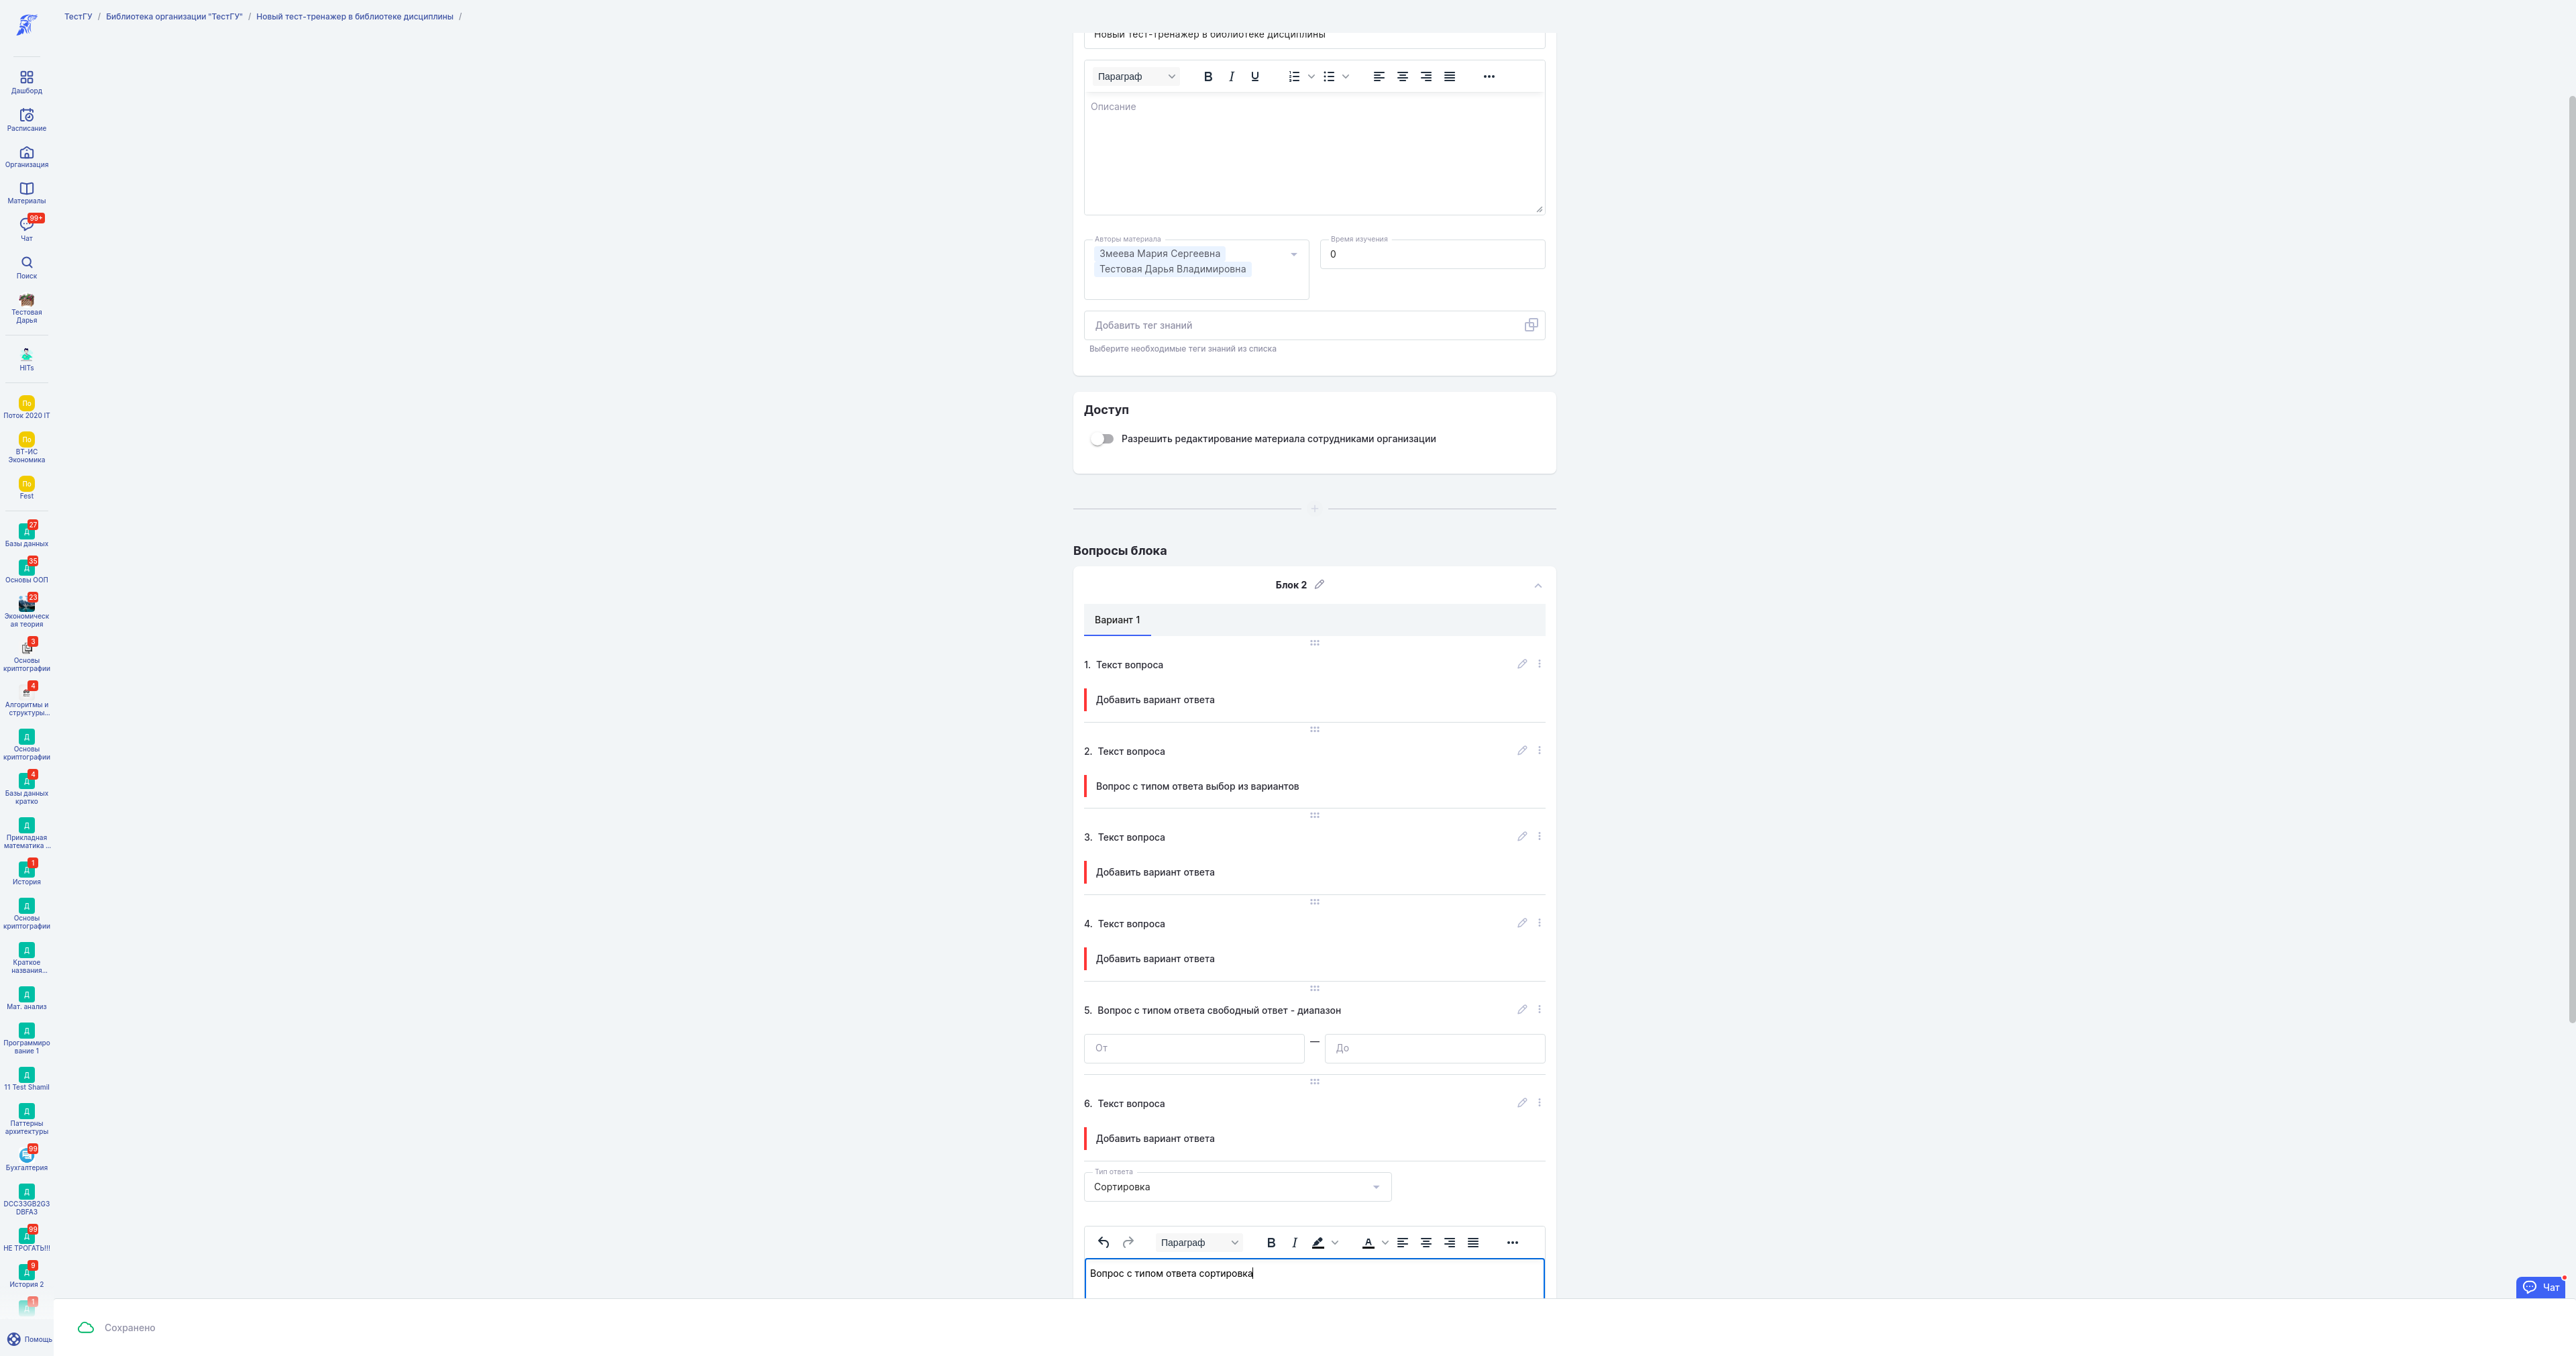 ТестГУ / Библиотека организации "ТестГУ" / Новый тест-тренажер в библиотеке дисциплины /
Дашборд
Расписание
Организация
Материалы
99+
Чат
Поиск
Тестовая
Дарья
HITs
По
Поток 2020 IT
По
ВТ-ИС
Экономика
По
Fest
27
Д
Базы данных
35
Д
Основы ООП
23
Экономическ
ая теория
3
Основы
криптографии
4
Алгоритмы и
структуры...
Д
Основы
криптографии
4
Д
Базы данных
кратко
Д
Прикладная
математика ...
1
Д
История
Д
Основы
криптографии
Д
Краткое
названия...
Д
Мат. анализ
Д
Программиро
вание 1
Д
11 Test Shamil
Д
Паттерны
архитектуры
99
Бухгалтерия
Д
DCC33GB2G3
DBFA3
99
Д
НЕ ТРОГАТЬ!!!
9
Д
История 2
1
Д
Помощь
Новый тест-тренажер в библиотеке дисциплины
Параграф
Описание
Авторы материала
Змеева Мария Сергеевна
Тестовая Дарья Владимировна
Время изучения
0
Добавить тег знаний
Выберите необходимые теги знаний из списка
Доступ
Разрешить редактирование материала сотрудниками организации
Вопросы блока
Блок 2
Вариант 1
1. Текст вопроса
Добавить вариант ответа
2. Текст вопроса
Вопрос с типом ответа выбор из вариантов
3. Текст вопроса
Добавить вариант ответа
4. Текст вопроса
Добавить вариант ответа
5. Вопрос с типом ответа свободный ответ - диапазон
От — До
6. Текст вопроса
Добавить вариант ответа
Тип ответа
Сортировка
Параграф
Вопрос с типом ответа сортировка
Чат
Сохранено